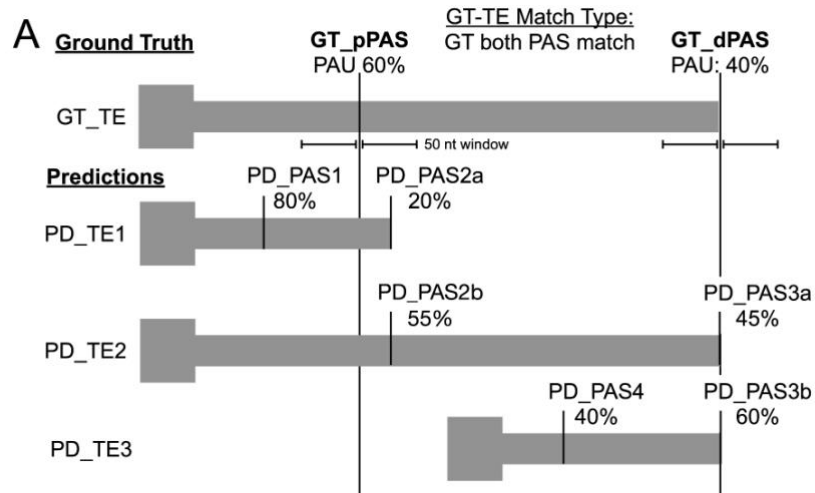 A
Ground Truth
GT_pPAS
PAU 60%
GT-TE Match Type:
GT both PAS match
GT_dPAS
PAU: 40%
GT_TE
50 nt window
Predictions
PD_PAS1
80%
PD_PAS2a
20%
PD_TE1
PD_PAS2b
55%
PD_PAS3a
45%
PD_TE2
PD_PAS4
40%
PD_PAS3b
60%
PD_TE3